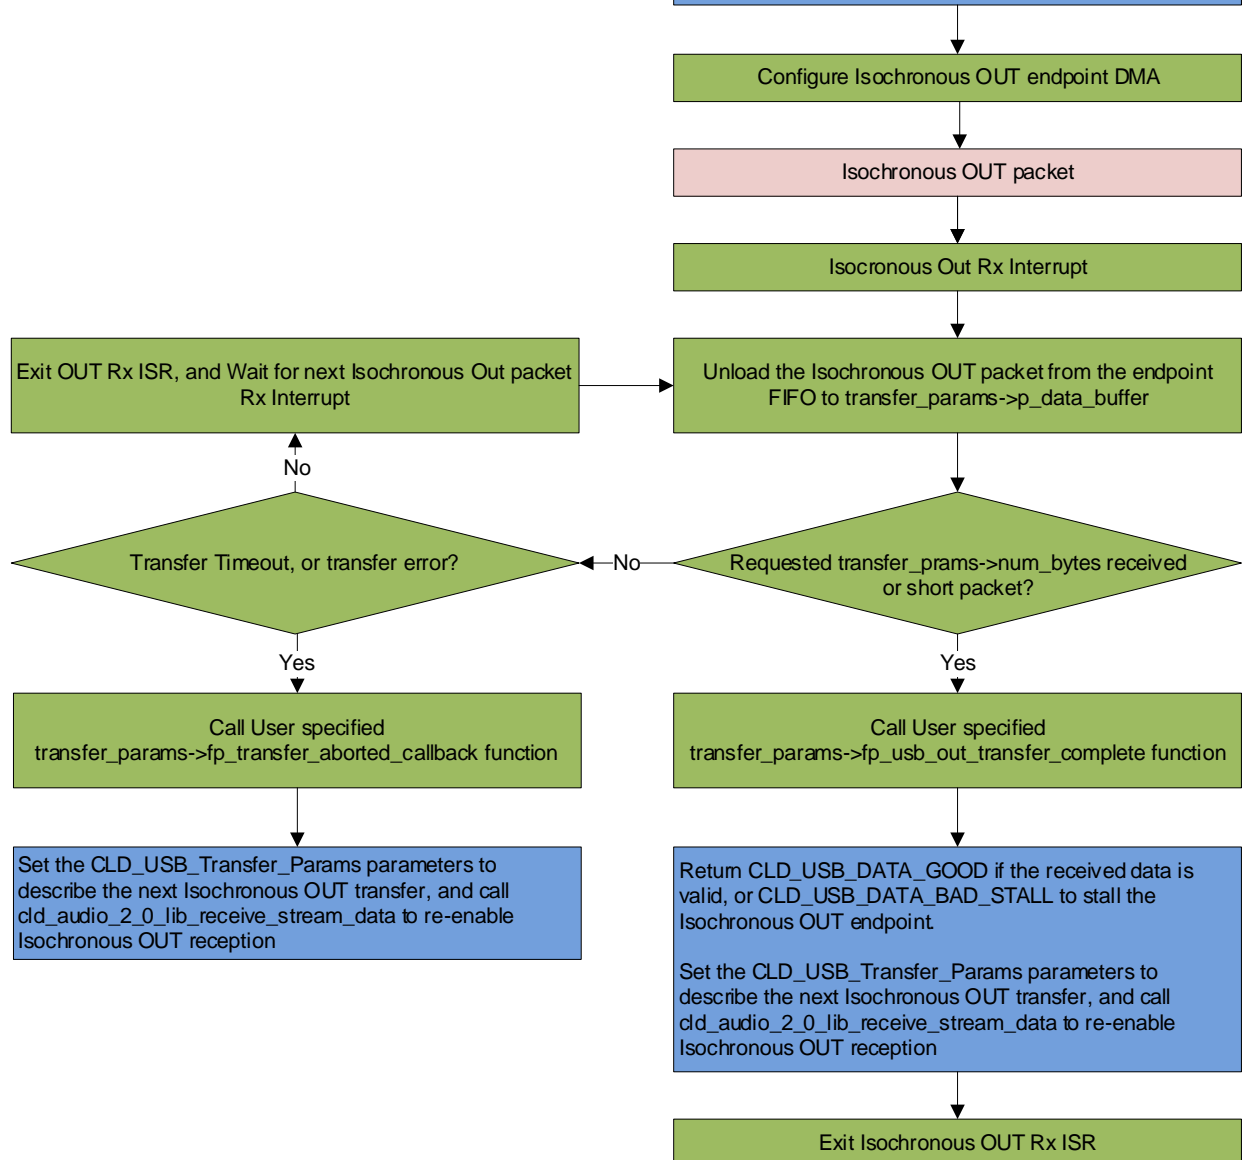 Configure Isochronous OUT endpoint DMA
Isochronous OUT packet
Isocronous Out Rx Interrupt
Exit OUT Rx ISR, and Wait for next Isochronous Out packet
Rx Interrupt
Unload the Isochronous OUT packet from the endpoint
FIFO to transfer_params->p_data_buffer
No
Transfer Timeout, or transfer error?
No
Requested transfer_prams->num_bytes received
or short packet?
Yes
Yes
Call User specified
transfer_params->fp_transfer_aborted_callback function
Call User specified
transfer_params->fp_usb_out_transfer_complete function
Set the CLD_USB_Transfer_Params parameters to
describe the next Isochronous OUT transfer, and call
cld_audio_2_0_lib_receive_stream_data to re-enable
Isochronous OUT reception
Return CLD_USB_DATA_GOOD if the received data is
valid, or CLD_USB_DATA_BAD_STALL to stall the
Isochronous OUT endpoint.
Set the CLD_USB_Transfer_Params parameters to
describe the next Isochronous OUT transfer, and call
cld_audio_2_0_lib_receive_stream_data to re-enable
Isochronous OUT reception
Exit Isochronous OUT Rx ISR